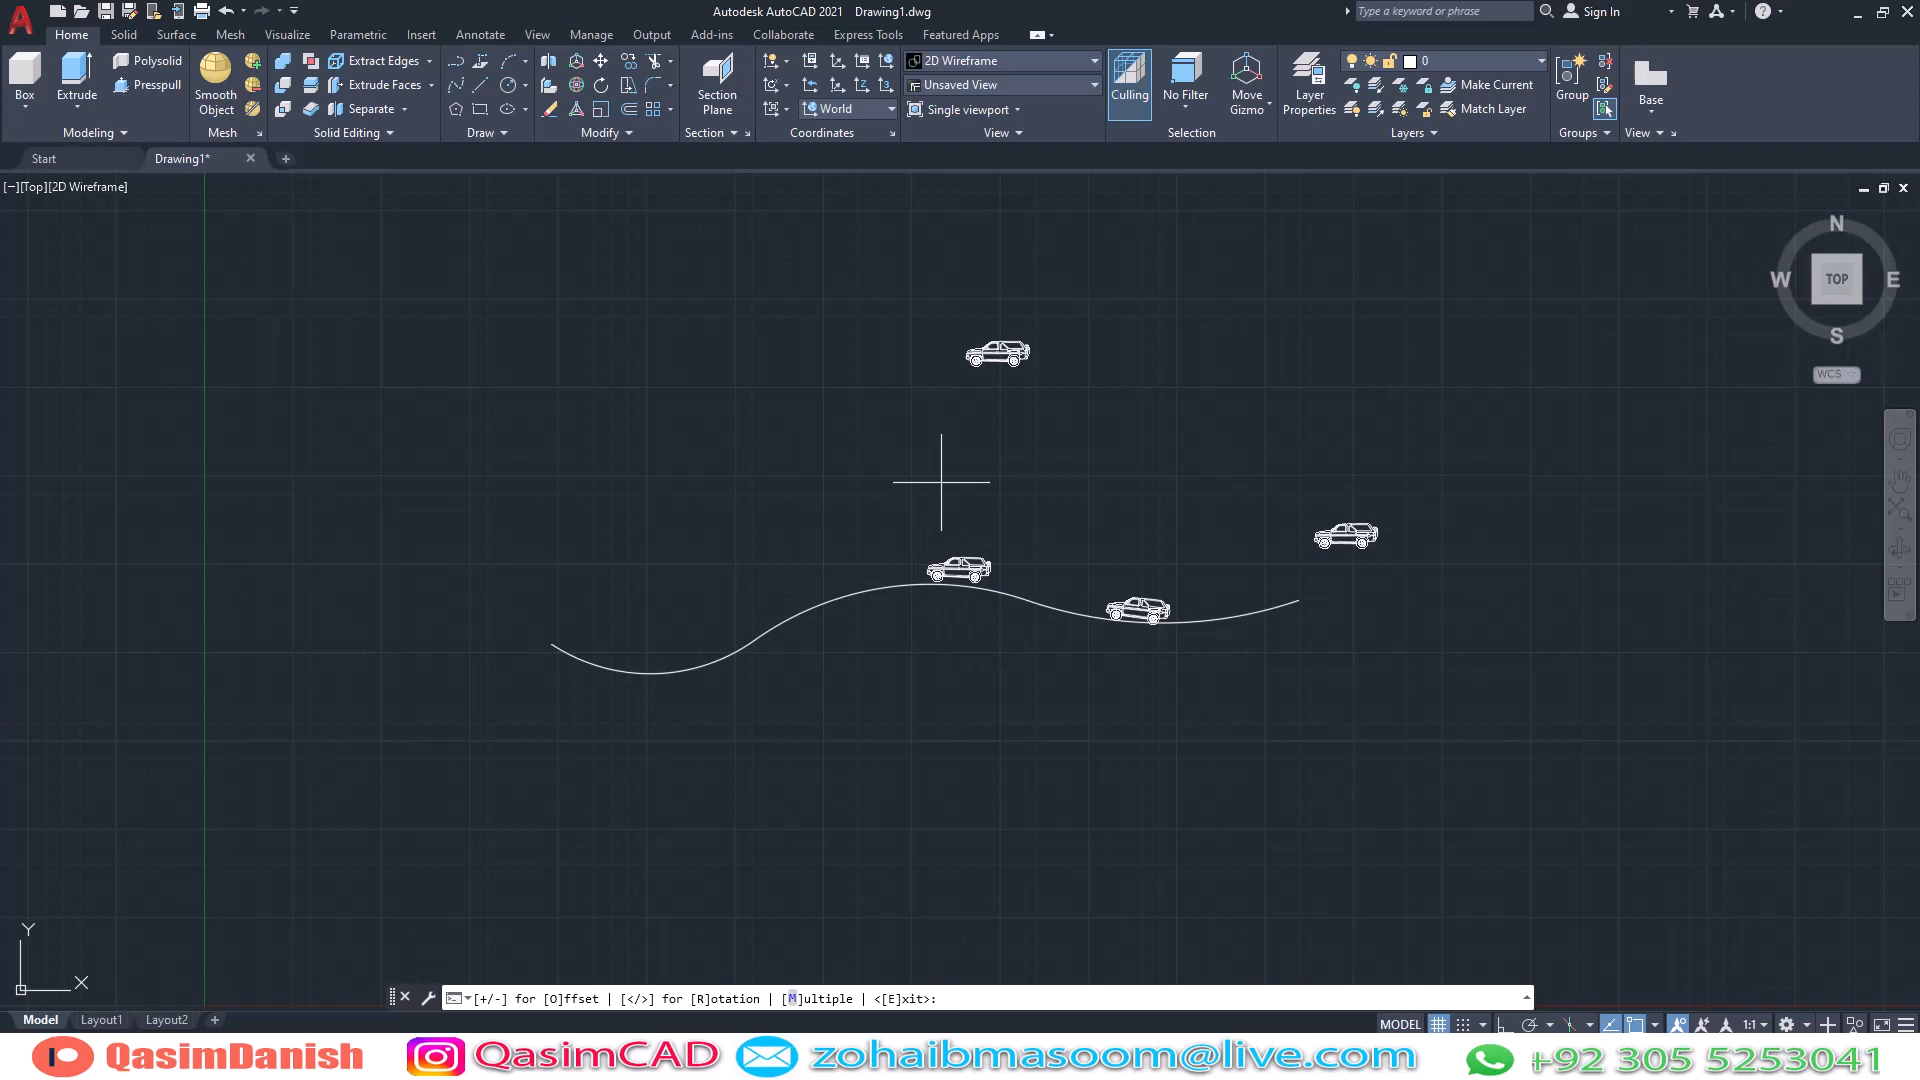 Autodesk AutoCAD 2021 Drawing1.dwg
Type a keyword or phrase
Sign In
Home Solid Surface Mesh Visualize Parametric Insert Annotate View Manage Output Add-ins Collaborate Express Tools Featured Apps
Box
Extrude
Polysolid
Presspull
Modeling
Smooth
Object
Mesh
Extract Edges
Extrude Faces
Separate
Solid Editing
Draw
Modify
Section
Plane
Section
World
Coordinates
2D Wireframe
Unsaved View
Single viewport
View
Culling
No Filter
Move
Gizmo
Selection
Layer
Properties
0
Make Current
Match Layer
Layers
Group
Groups
Base
View
Start
Drawing1*
[−][Top][2D Wireframe]
N
W TOP E
S
WCS
Y
X
[+/-] for [O]ffset | [</>] for [R]otation | [M]ultiple | <[E]xit>:
Model Layout1 Layout2
MODEL
1:1
QasimDanish
QasimCAD
zohaibmasoom@live.com
+92 305 5253041